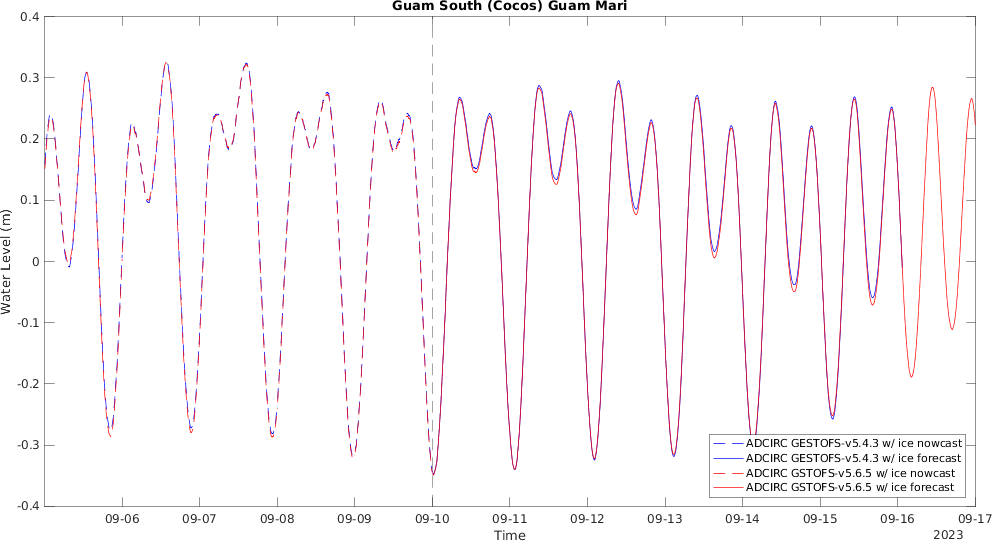 Guam South (Cocos) Guam Mari
0.4
0.3
0.2
0.1
0
-0.1
-0.2
-0.3
-0.4
Water Level (m)
ADCIRC GESTOFS-v5.4.3 w/ ice nowcast
ADCIRC GESTOFS-v5.4.3 w/ ice forecast
ADCIRC GSTOFS-v5.6.5 w/ ice nowcast
ADCIRC GSTOFS-v5.6.5 w/ ice forecast
09-06 09-07 09-08 09-09 09-10 09-11 09-12 09-13 09-14 09-15 09-16 09-17
Time
2023